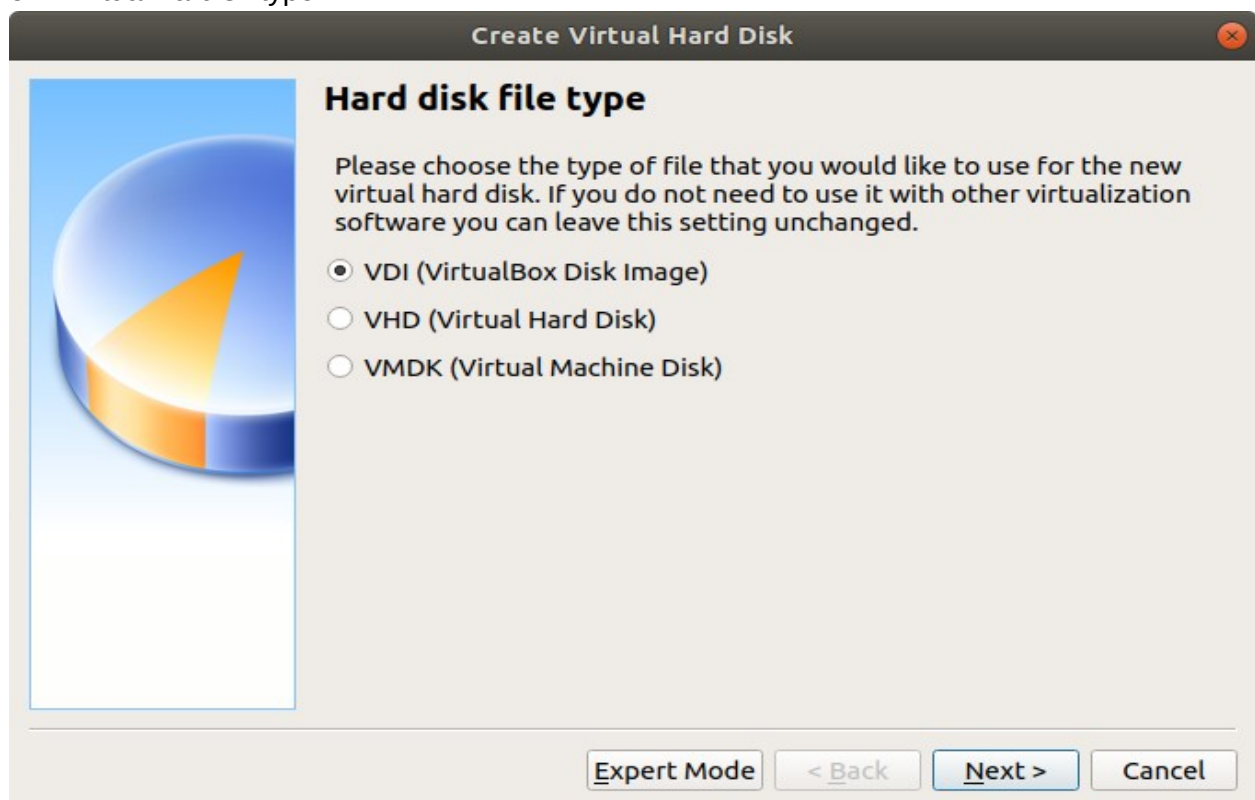 Create Virtual Hard Disk
Hard disk file type
Please choose the type of file that you would like to use for the new
virtual hard disk. If you do not need to use it with other virtualization
software you can leave this setting unchanged.
VDI (VirtualBox Disk Image)
VHD (Virtual Hard Disk)
VMDK (Virtual Machine Disk)
Expert Mode < Back Next > Cancel